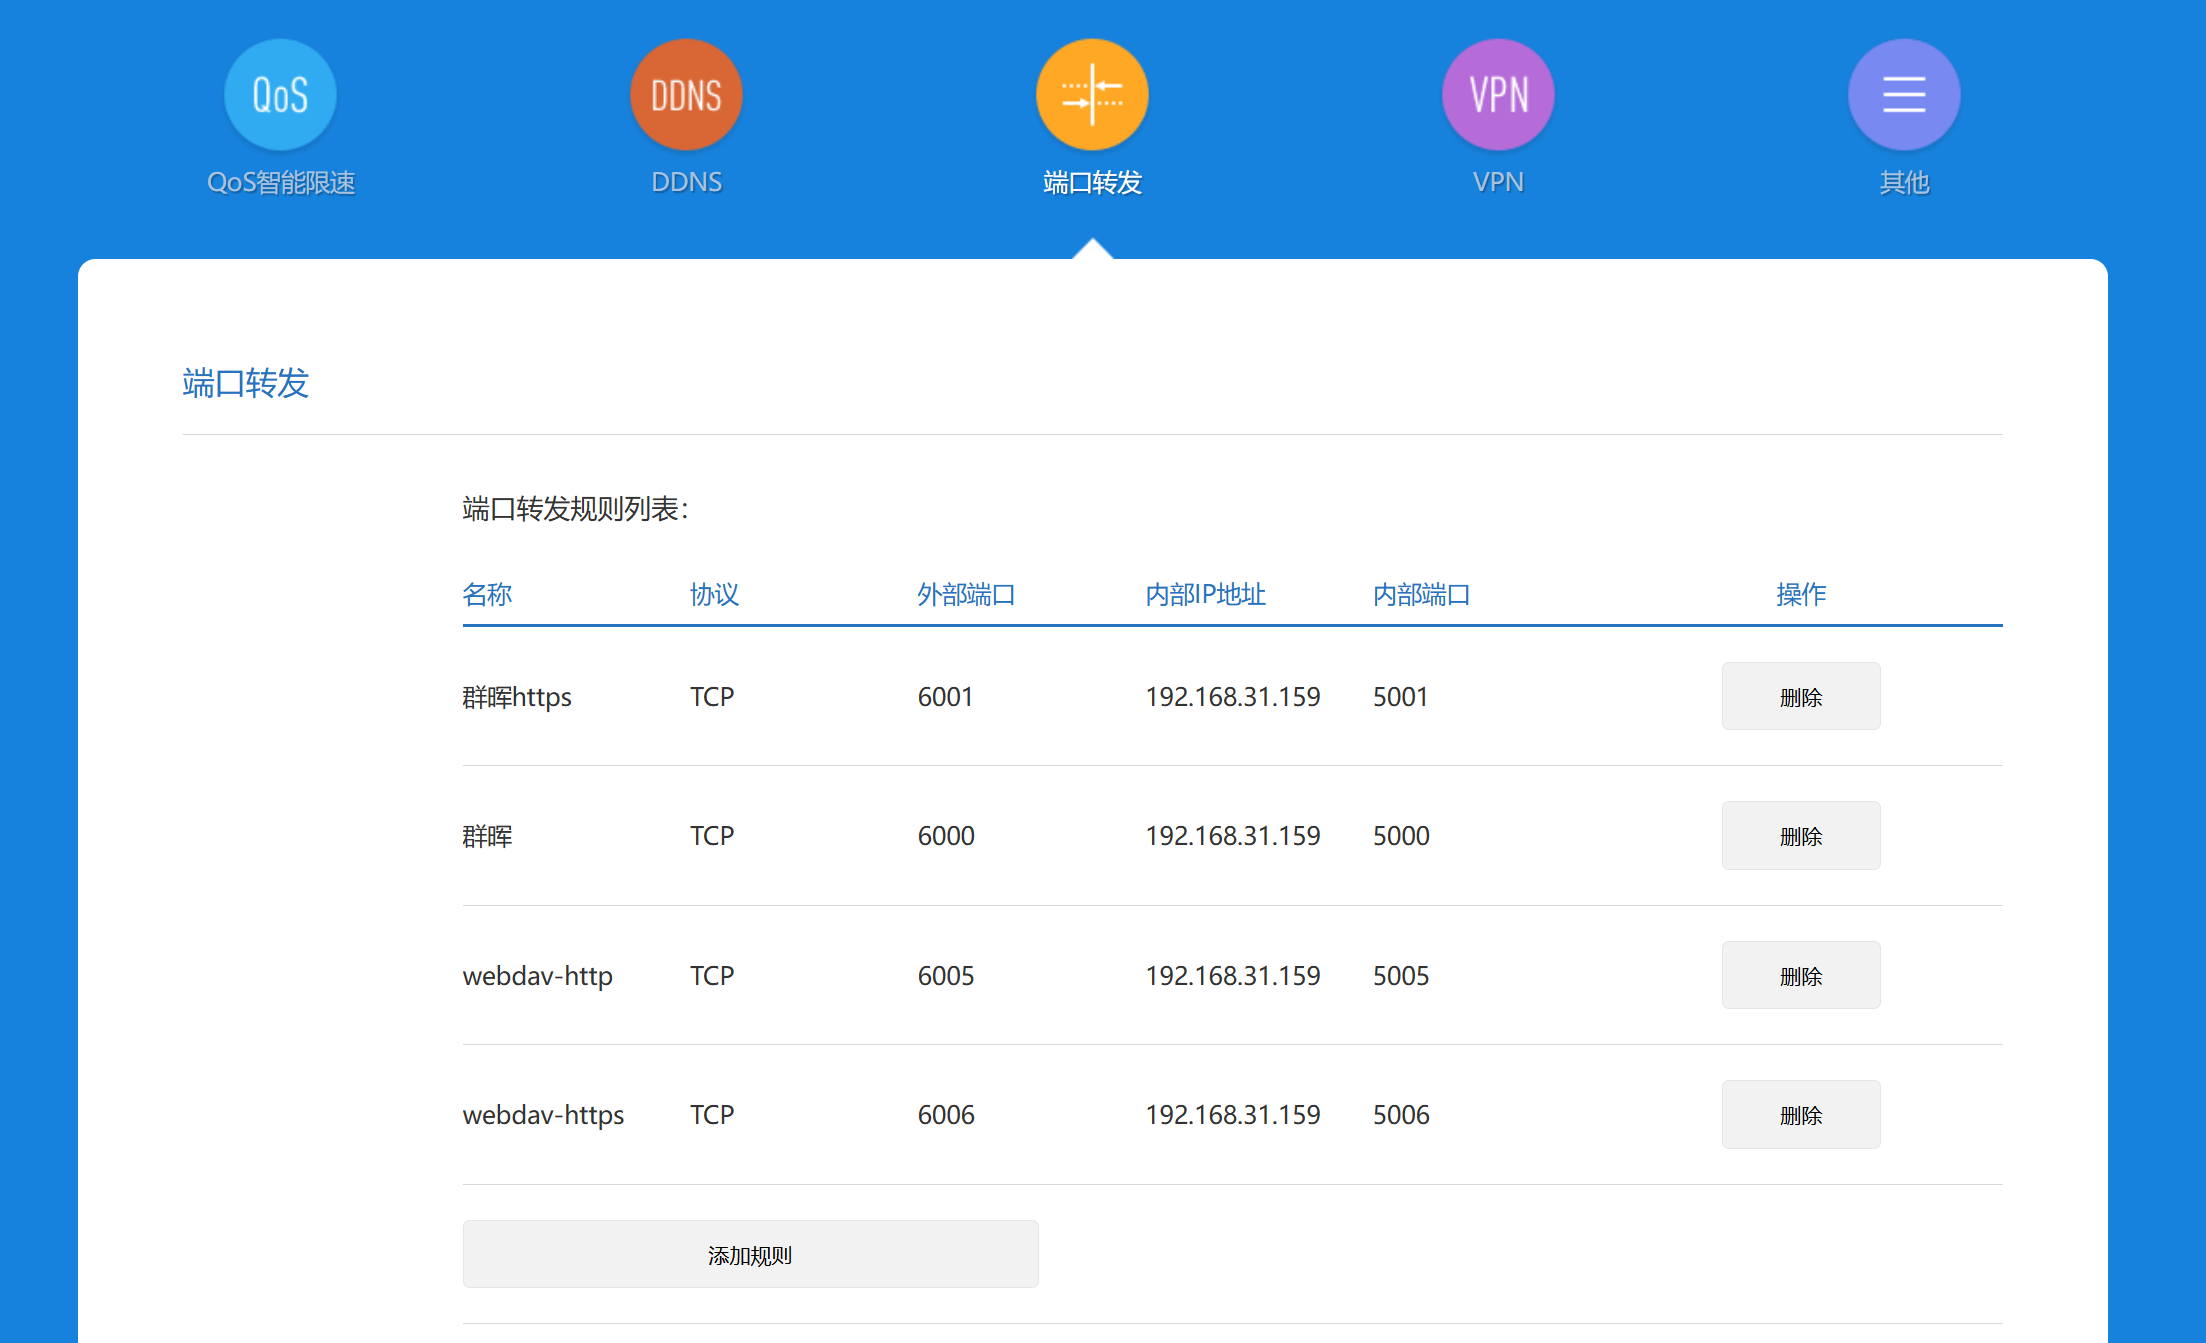 QoS DDNS VPN
QoS智能限速 DDNS 端口转发 VPN 其他
端口转发
端口转发规则列表：
名称 协议 外部端口 内部IP地址 内部端口 操作
群晖https TCP 6001 192.168.31.159 5001 删除
群晖 TCP 6000 192.168.31.159 5000 删除
webdav-http TCP 6005 192.168.31.159 5005 删除
webdav-https TCP 6006 192.168.31.159 5006 删除
添加规则